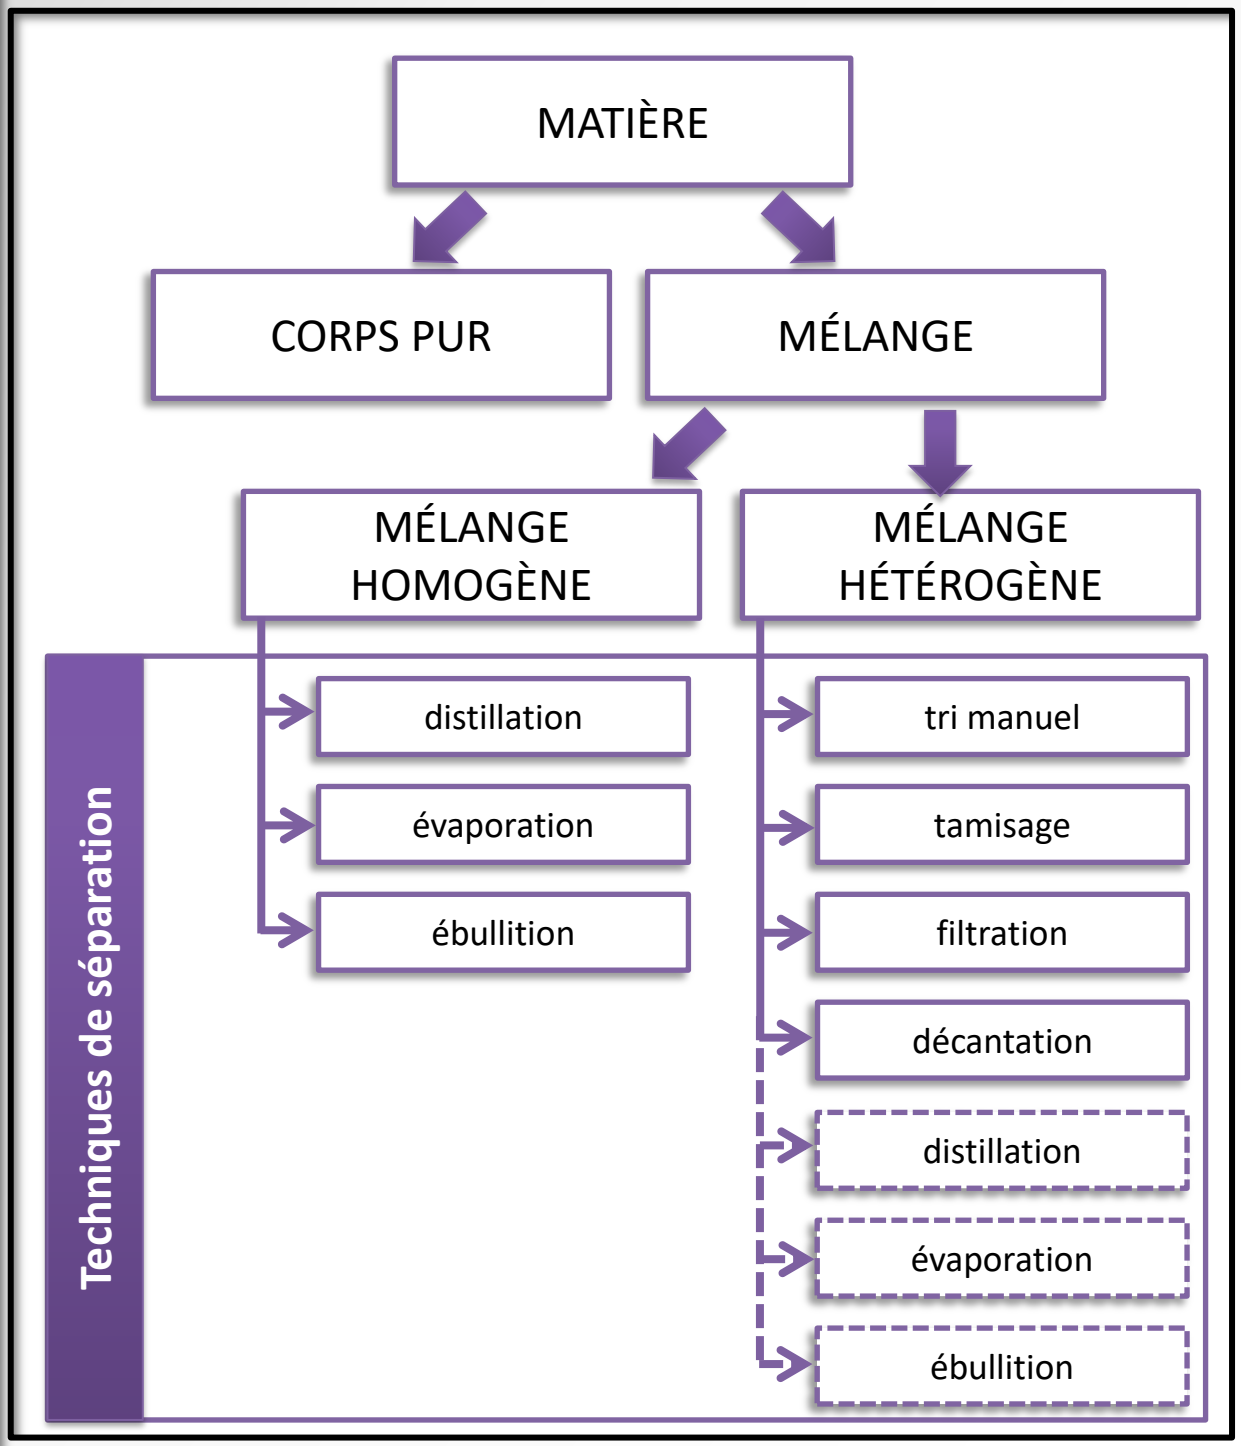 MATIÈRE
CORPS PUR
MÉLANGE
MÉLANGE
HOMOGÈNE
MÉLANGE
HÉTÉROGÈNE
Techniques de séparation
distillation
évaporation
ébullition
tri manuel
tamisage
filtration
décantation
distillation
évaporation
ébullition